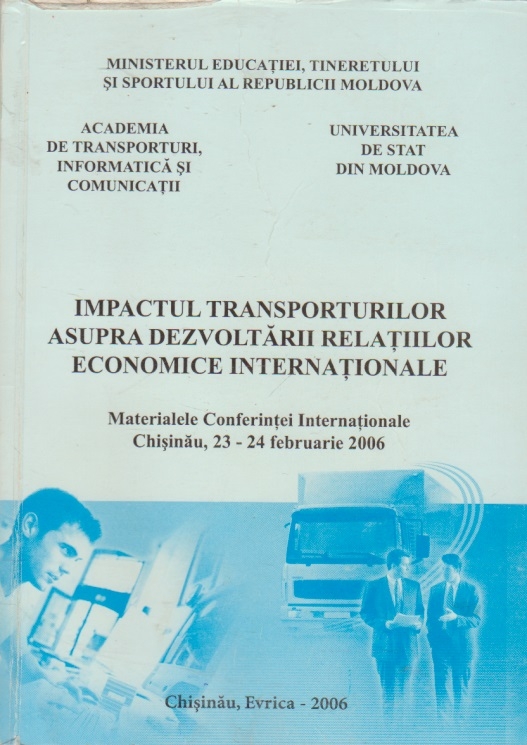 MINISTERUL EDUCAȚIEI, TINERETULUI
ȘI SPORTULUI AL REPUBLICII MOLDOVA
ACADEMIA
DE TRANSPORTURI,
INFORMATICĂ ȘI
COMUNICAȚII
UNIVERSITATEA
DE STAT
DIN MOLDOVA
IMPACTUL TRANSPORTURILOR
ASUPRA DEZVOLTĂRII RELAȚIILOR
ECONOMICE INTERNAȚIONALE
Materialele Conferinței Internaționale
Chișinău, 23 - 24 februarie 2006
Chișinău, Evrica - 2006